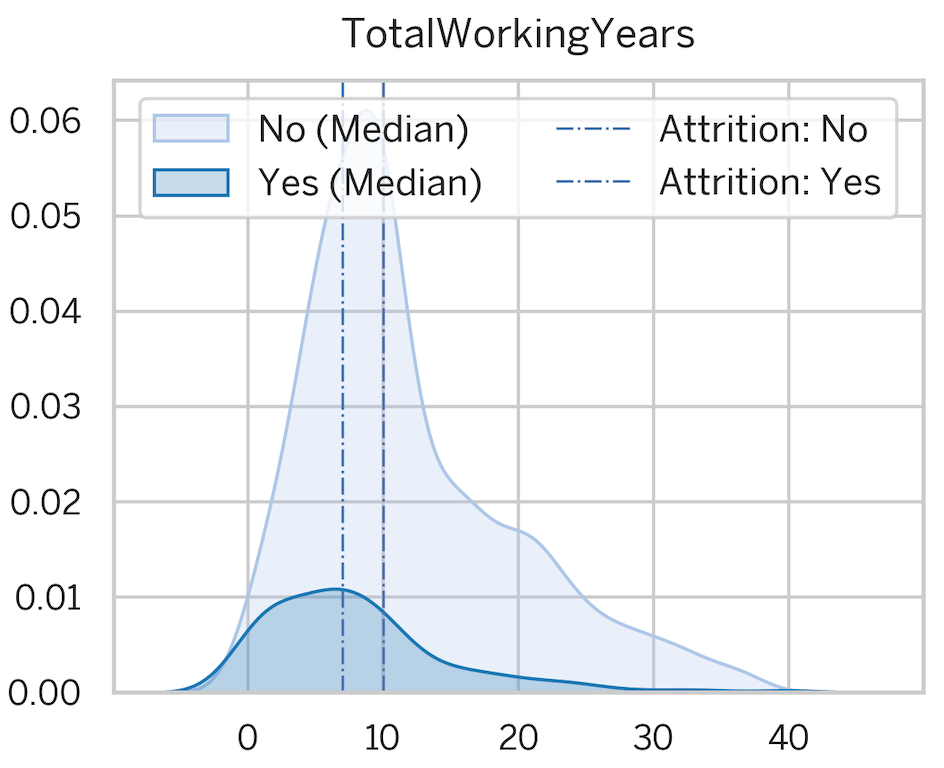 TotalWorkingYears
No (Median) Attrition: No
Yes (Median) Attrition: Yes
0.06
0.05
0.04
0.03
0.02
0.01
0.00
0 10 20 30 40